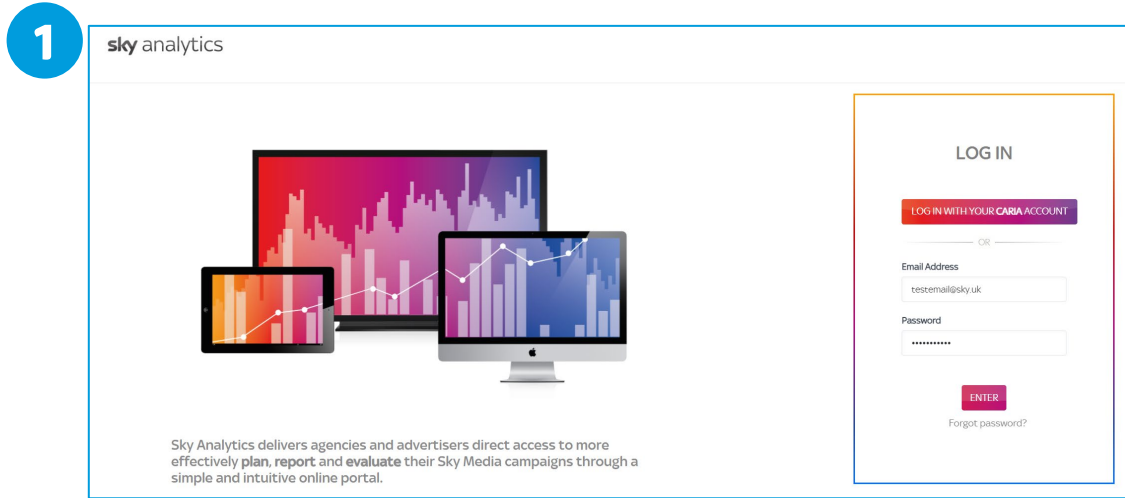 1
sky analytics
LOG IN
LOG IN WITH YOUR CARIA ACCOUNT
OR
Email Address
testemail@sky.uk
Password
•••••••••••
ENTER
Forgot password?
Sky Analytics delivers agencies and advertisers direct access to more
effectively plan, report and evaluate their Sky Media campaigns through a
simple and intuitive online portal.